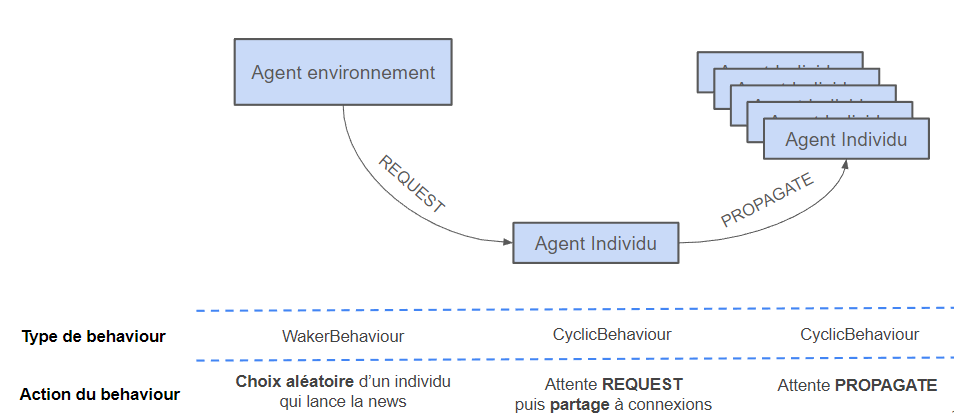 Agent environnement
Agent Individu
REQUEST
PROPAGATE
Agent Individu
Type de behaviour
WakerBehaviour
CyclicBehaviour
CyclicBehaviour
Action du behaviour
Choix aléatoire d'un individu
qui lance la news
Attente REQUEST
puis partage à connexions
Attente PROPAGATE